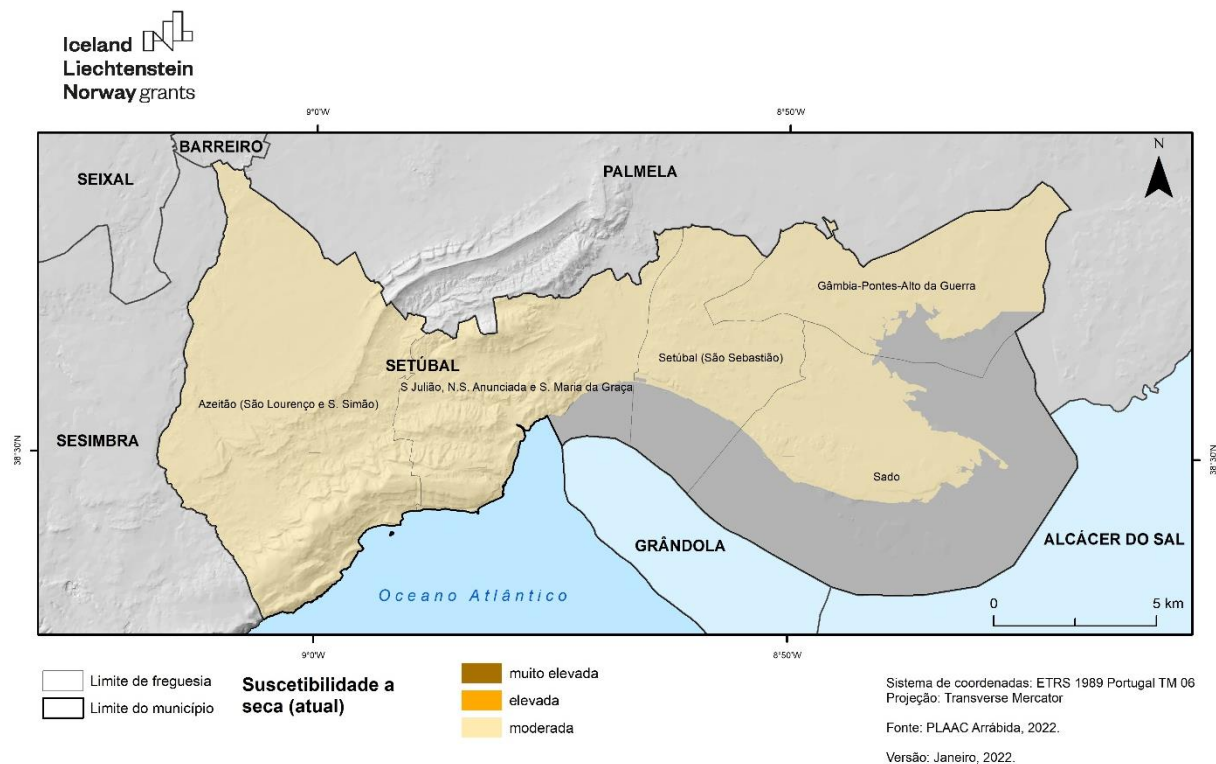 Iceland
Liechtenstein
Norway grants
9°0'W
8°50'W
BARREIRO
SEIXAL
PALMELA
N
Gâmbia-Pontes-Alto da Guerra
Setúbal (São Sebastião)
SETÚBAL
S Julião, N.S. Anunciada e S. Maria da Graça
Azeitão (São Lourenço e S. Simão)
SESIMBRA
38°30'N
38°30'N
Sado
GRÂNDOLA
ALCÁCER DO SAL
Oceano Atlântico
0
5 km
9°0'W
8°50'W
Limite de freguesia
Limite do município
Suscetibilidade a
seca (atual)
muito elevada
elevada
moderada
Sistema de coordenadas: ETRS 1989 Portugal TM 06
Projeção: Transverse Mercator
Fonte: PLAAC Arrábida, 2022.
Versão: Janeiro, 2022.